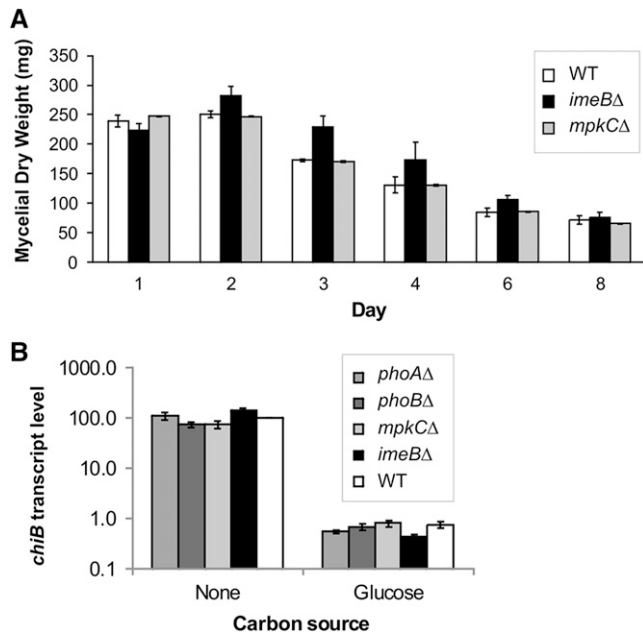 A
Mycelial Dry Weight (mg)
350
300
250
200
150
100
50
0
1 2 3 4 6 8
Day
WT
imeBΔ
mpkCΔ
B
chiB transcript level
1000.0
100.0
10.0
1.0
0.1
None Glucose
Carbon source
phoAΔ
phoBΔ
mpkCΔ
imeBΔ
WT